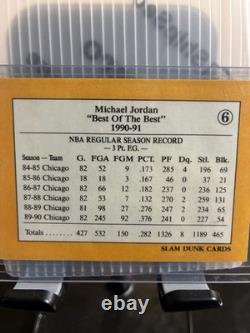 Michael Jordan
"Best Of The Best"
1990-91
6
NBA REGULAR SEASON RECORD
— 3 Pt. FG. —
Season — Team G. FGA FGM PCT. PF Dq. Stl. Blk.
84-85 Chicago 82 52 9 .173 285 4 196 69
85-86 Chicago 18 18 3 .167 46 0 37 21
86-87 Chicago 82 66 12 .182 237 0 236 125
87-88 Chicago 82 53 7 .132 270 2 259 131
88-89 Chicago 81 98 27 .276 247 2 234 65
89-90 Chicago 82 245 92 .376 241 0 227 54
Totals 427 532 150 .282 1326 8 1189 465
SLAM DUNK CARDS